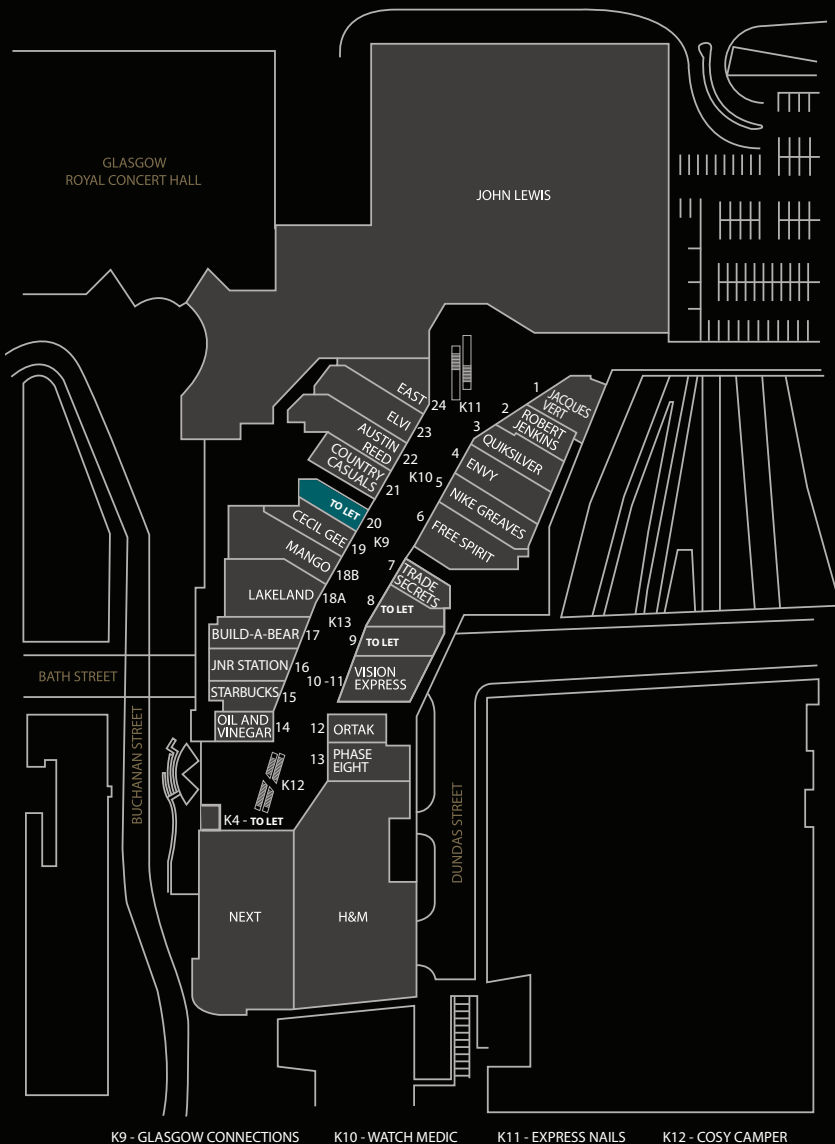 GLASGOW
ROYAL CONCERT HALL
JOHN LEWIS
EAST
24
K11
1
JACQUES
VERT
ELVI
23
2
ROBERT
JENKINS
AUSTIN
REED
22
3
QUIKSILVER
COUNTRY
CASUALS
21
K10
4
ENVY
TO LET
20
5
NIKE GREAVES
CECIL GEE
19
K9
6
FREE SPIRIT
MANGO
18B
7
TRADE
SECRETS
LAKELAND
18A
8
TO LET
K13
BUILD-A-BEAR
17
9
TO LET
JNR STATION
16
10 -11
VISION
EXPRESS
BATH STREET
STARBUCKS
15
OIL AND
VINEGAR
14
12
ORTAK
13
PHASE
EIGHT
BUCHANAN STREET
K12
DUNDAS STREET
K4 - TO LET
NEXT
H&M
K9 - GLASGOW CONNECTIONS
K10 - WATCH MEDIC
K11 - EXPRESS NAILS
K12 - COSY CAMPER